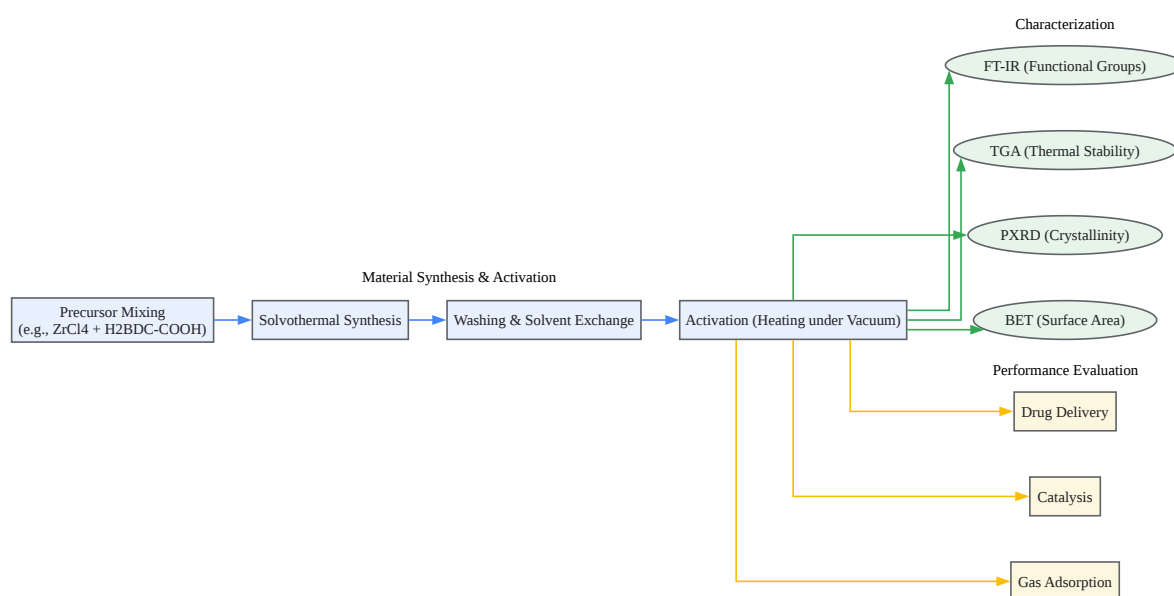 Characterization
FT-IR (Functional Groups)
TGA (Thermal Stability)
PXRD (Crystallinity)
Material Synthesis & Activation
Precursor Mixing
(e.g., ZrCl4 + H2BDC-COOH)
Solvothermal Synthesis
Washing & Solvent Exchange
Activation (Heating under Vacuum)
BET (Surface Area)
Performance Evaluation
Drug Delivery
Catalysis
Gas Adsorption